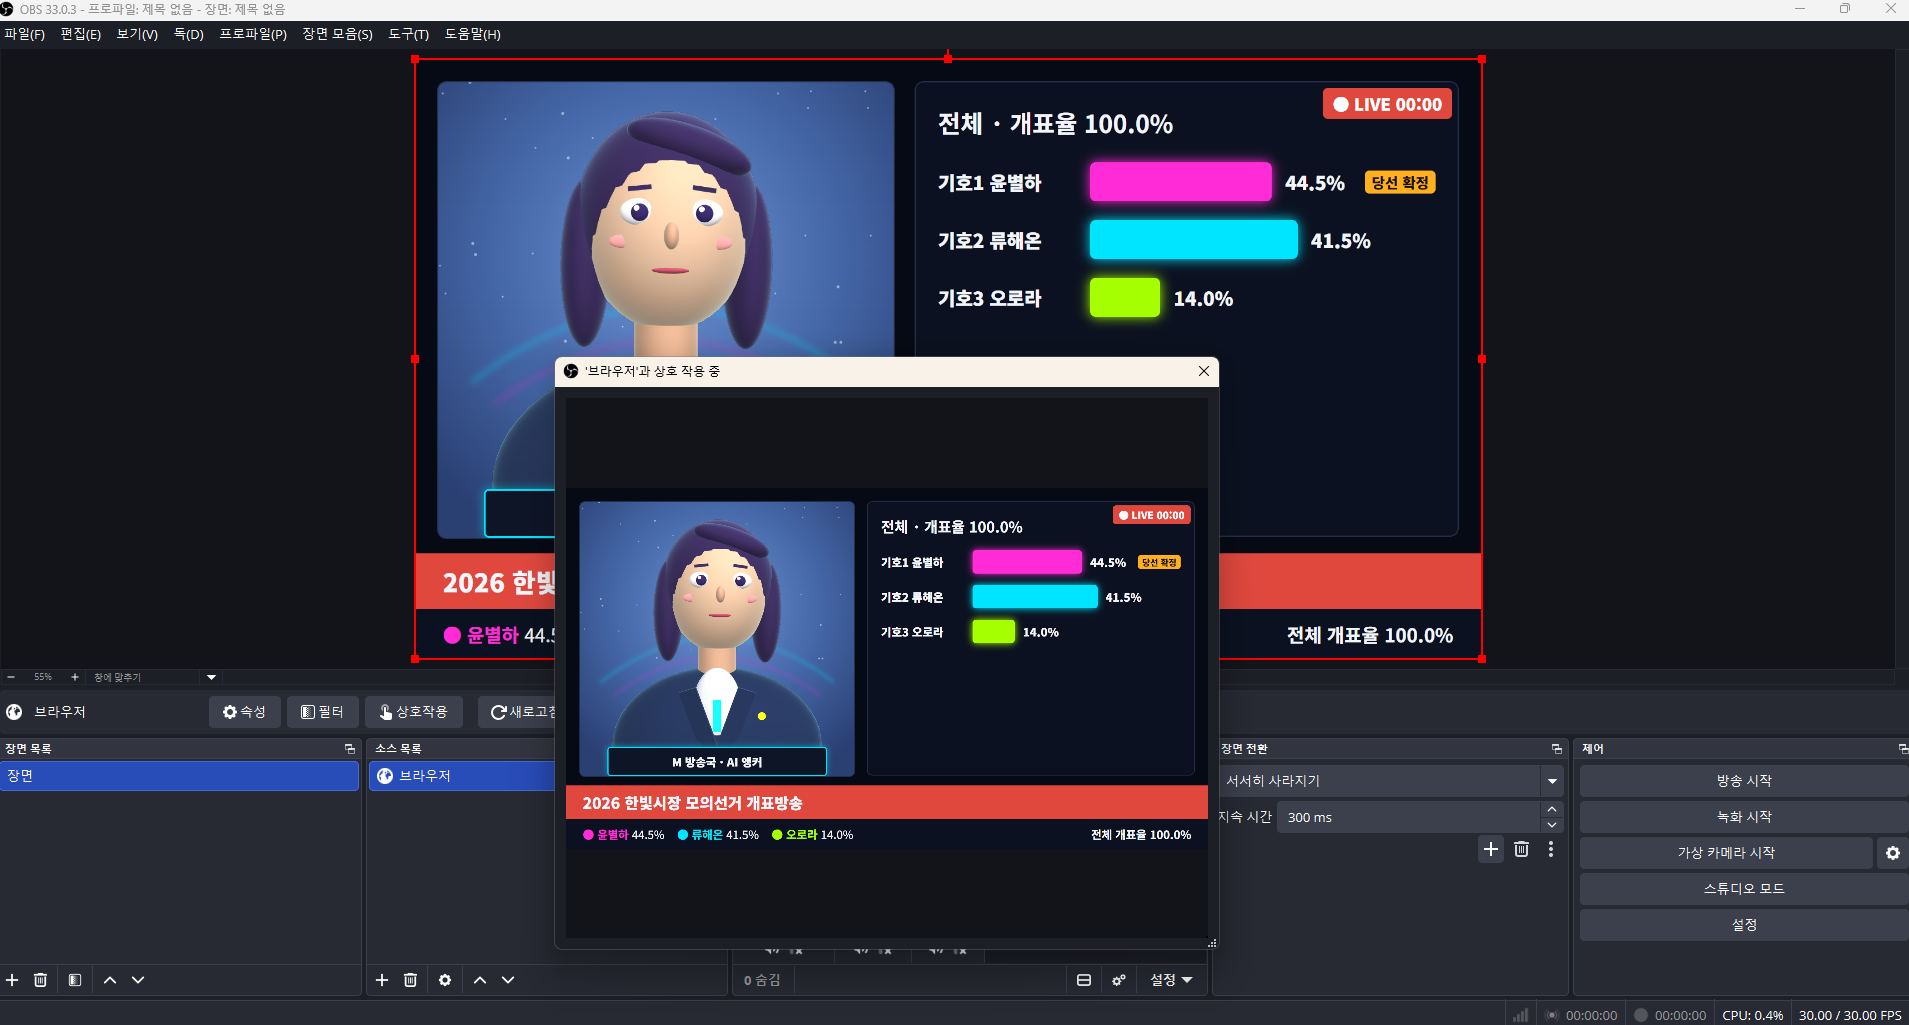 OBS 33.0.3 - 프로파일: 제목 없음 - 장면: 제목 없음
파일(F) 편집(E) 보기(V) 독(D) 프로파일(P) 장면 모음(S) 도구(T) 도움말(H)
LIVE 00:00
전체 · 개표율 100.0%
기호1 윤별하 44.5% 당선 확정
기호2 류해온 41.5%
기호3 오로라 14.0%
2026 한빛
윤별하 44.5
전체 개표율 100.0%
'브라우저'과 상호 작용 중
LIVE 00:00
전체 · 개표율 100.0%
기호1 윤별하 44.5% 당선 확정
기호2 류해온 41.5%
기호3 오로라 14.0%
M 방송국 · AI 앵커
2026 한빛시장 모의선거 개표방송
윤별하 44.5% 류해온 41.5% 오로라 14.0% 전체 개표율 100.0%
55% 창에 맞추기
브라우저 속성 필터 상호작용 새로고침
장면 목록
장면
소스 목록
브라우저
0 숨김 설정
장면 전환
서서히 사라지기
지속 시간 300 ms
제어
방송 시작
녹화 시작
가상 카메라 시작
스튜디오 모드
설정
00:00:00 00:00:00 CPU: 0.4% 30.00 / 30.00 FPS